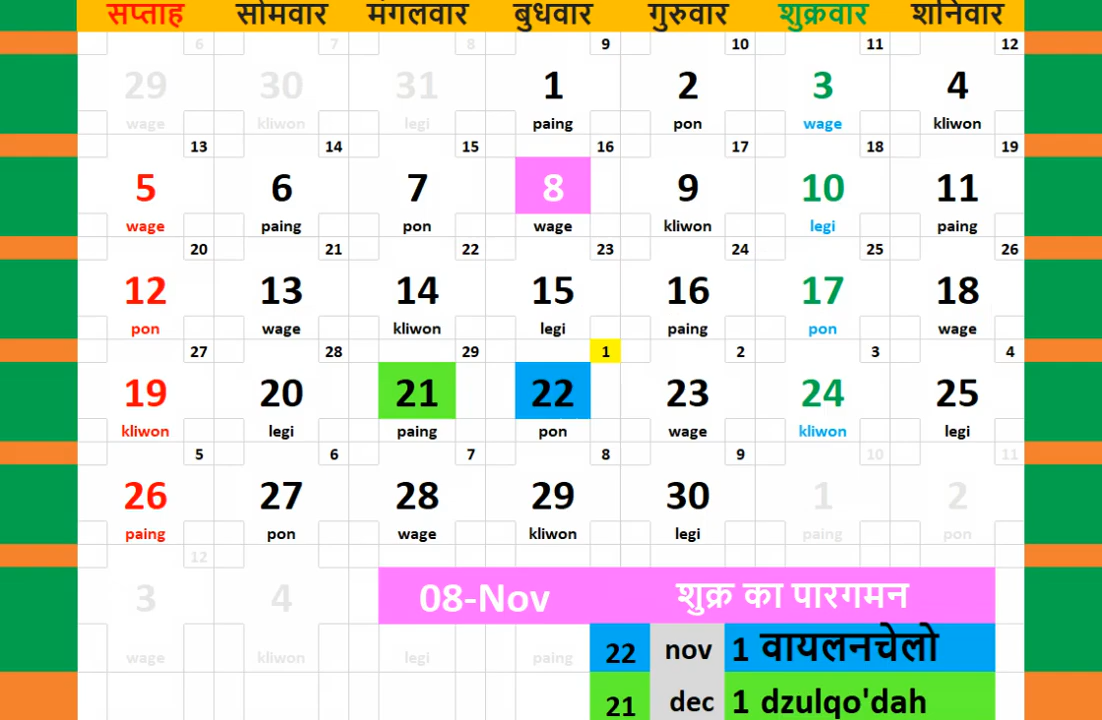 सप्ताह सोमवार मंगलवार बुधवार गुरुवार शुक्रवार शनिवार
6 7 8 9 10 11 12
29 30 31 1 2 3 4
wage kliwon legi paing pon wage kliwon
13 14 15 16 17 18 19
5 6 7 8 9 10 11
wage paing pon wage kliwon legi paing
20 21 22 23 24 25 26
12 13 14 15 16 17 18
pon wage kliwon legi paing pon wage
27 28 29 1 2 3 4
19 20 21 22 23 24 25
kliwon legi paing pon wage kliwon legi
5 6 7 8 9 10 11
26 27 28 29 30 1 2
paing pon wage kliwon legi paing pon
12
3 4 08-Nov शुक्र का पारगमन
wage kliwon legi paing 22 nov 1 वायलनचेलो
21 dec 1 dzulqo'dah